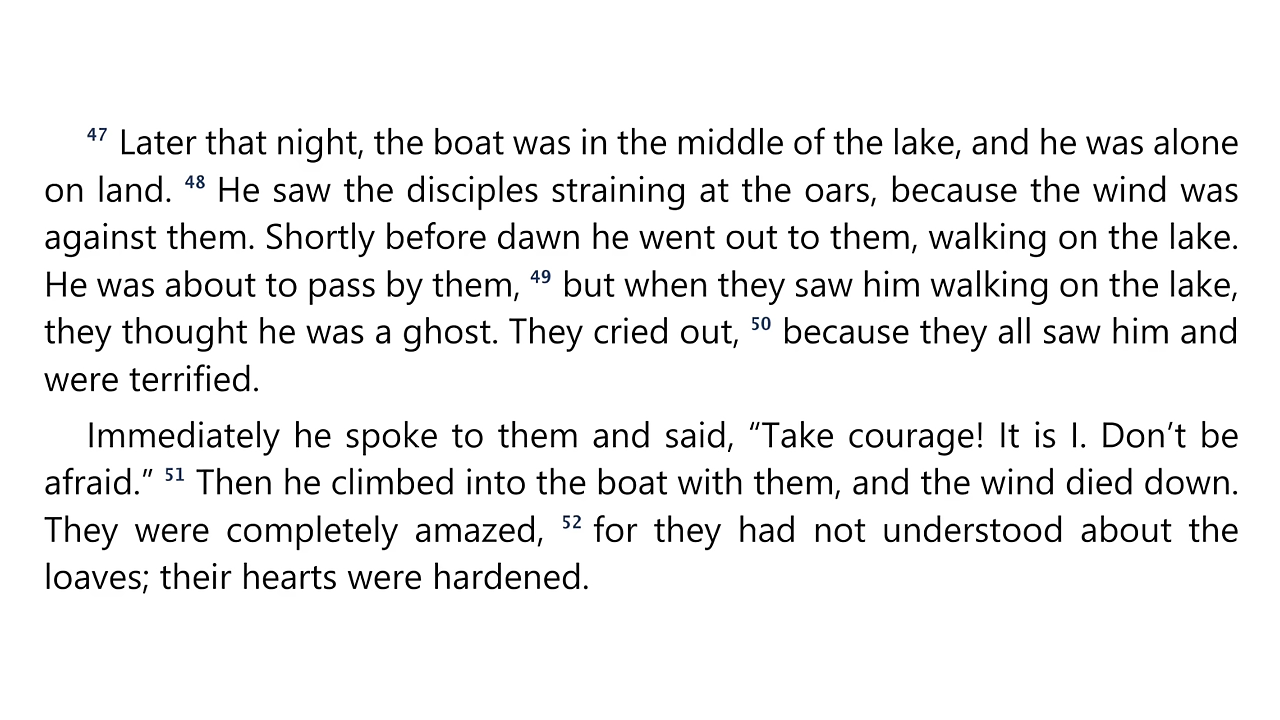 47 Later that night, the boat was in the middle of the lake, and he was alone
on land. 48 He saw the disciples straining at the oars, because the wind was
against them. Shortly before dawn he went out to them, walking on the lake.
He was about to pass by them, 49 but when they saw him walking on the lake,
they thought he was a ghost. They cried out, 50 because they all saw him and
were terrified.
Immediately he spoke to them and said, “Take courage! It is I. Don’t be
afraid.” 51 Then he climbed into the boat with them, and the wind died down.
They were completely amazed, 52 for they had not understood about the
loaves; their hearts were hardened.